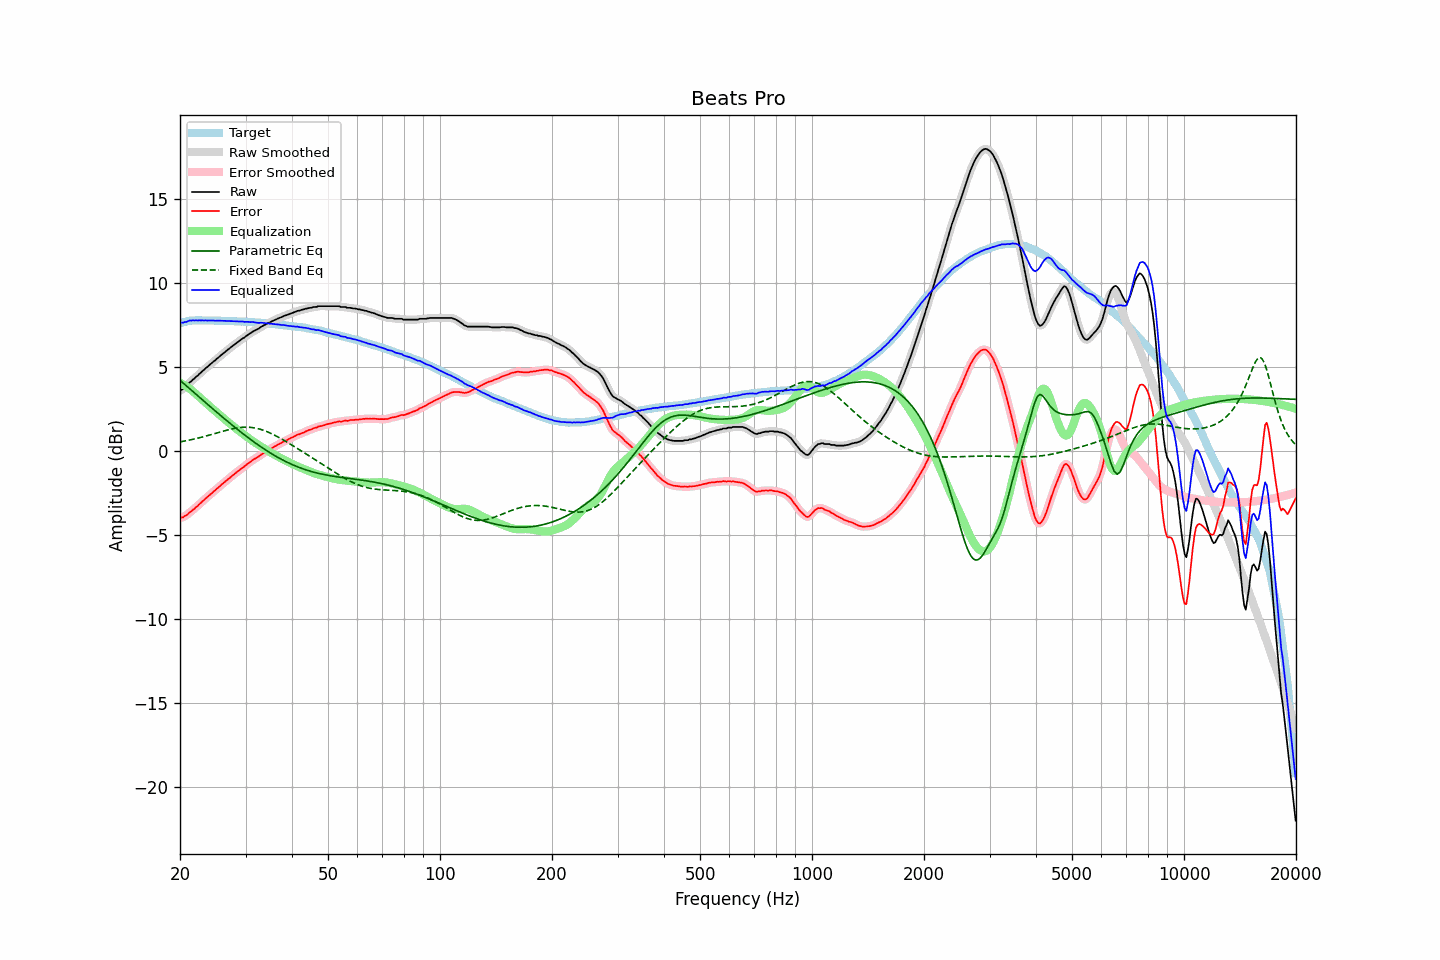 Beats Pro
Target
Raw Smoothed
Error Smoothed
Raw
Error
Equalization
Parametric Eq
Fixed Band Eq
Equalized
Amplitude (dBr)
15
10
5
0
−5
−10
−15
−20
20
50
100
200
500
1000
2000
5000
10000
20000
Frequency (Hz)